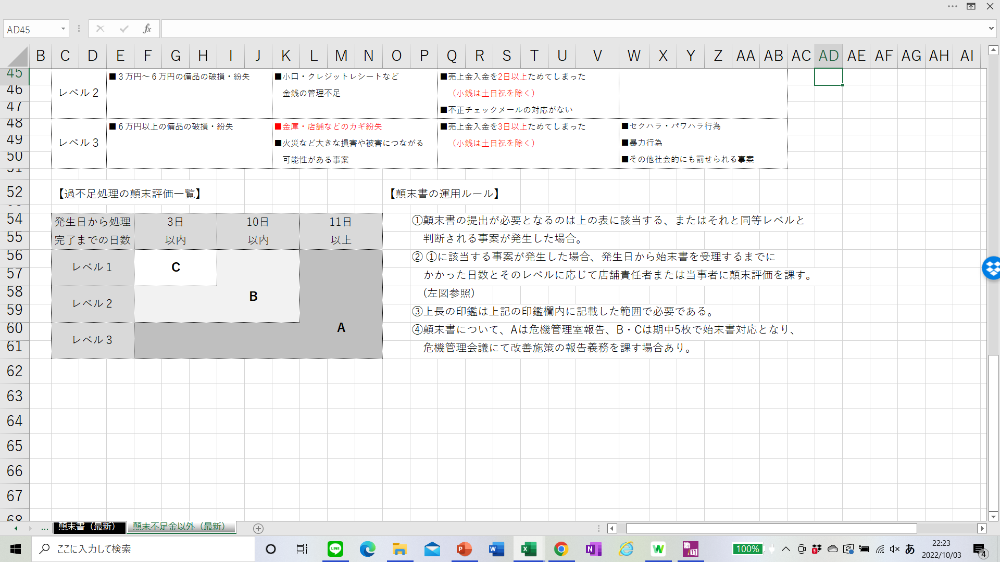 AD45
fx
B C D E F G H I J K L M N O P Q R S T U V W X Y Z AA AB AC AD AE AF AG AH AI
45 ■３万円～６万円の備品の破損・紛失 ■小口・クレジットレシートなど ■売上金入金を2日以上ためてしまった
46 レベル２ 金銭の管理不足 （小銭は土日祝を除く）
47 ■不正チェックメールの対応がない
48 ■６万円以上の備品の破損・紛失 ■金庫・店舗などのカギ紛失 ■売上金入金を3日以上ためてしまった ■セクハラ・パワハラ行為
49 レベル３ ■火災など大きな損害や被害につながる （小銭は土日祝を除く） ■暴力行為
50 可能性がある事案 ■その他社会的にも罰せられる事案
51
52 【過不足処理の顛末評価一覧】 【顛末書の運用ルール】
54 発生日から処理 3日 10日 11日 ①顛末書の提出が必要となるのは上の表に該当する、またはそれと同等レベルと
55 完了までの日数 以内 以内 以上 判断される事案が発生した場合。
56 レベル１ C ② ①に該当する事案が発生した場合、発生日から始末書を受理するまでに
57 かかった日数とそのレベルに応じて店舗責任者または当事者に顛末評価を課す。
58 レベル２ B (左図参照)
59 ③上長の印鑑は上記の印鑑欄内に記載した範囲で必要である。
60 レベル３ A ④顛末書について、Aは危機管理室報告、B・Cは期中5枚で始末書対応となり、
61 危機管理会議にて改善施策の報告義務を課す場合あり。
62
63
64
65
66
67
68
... 顛末書（最新） 顛末不足金以外（最新）
ここに入力して検索 LINE P W X N W 勤 11 100% 5 あ 22:23
2022/10/03 4